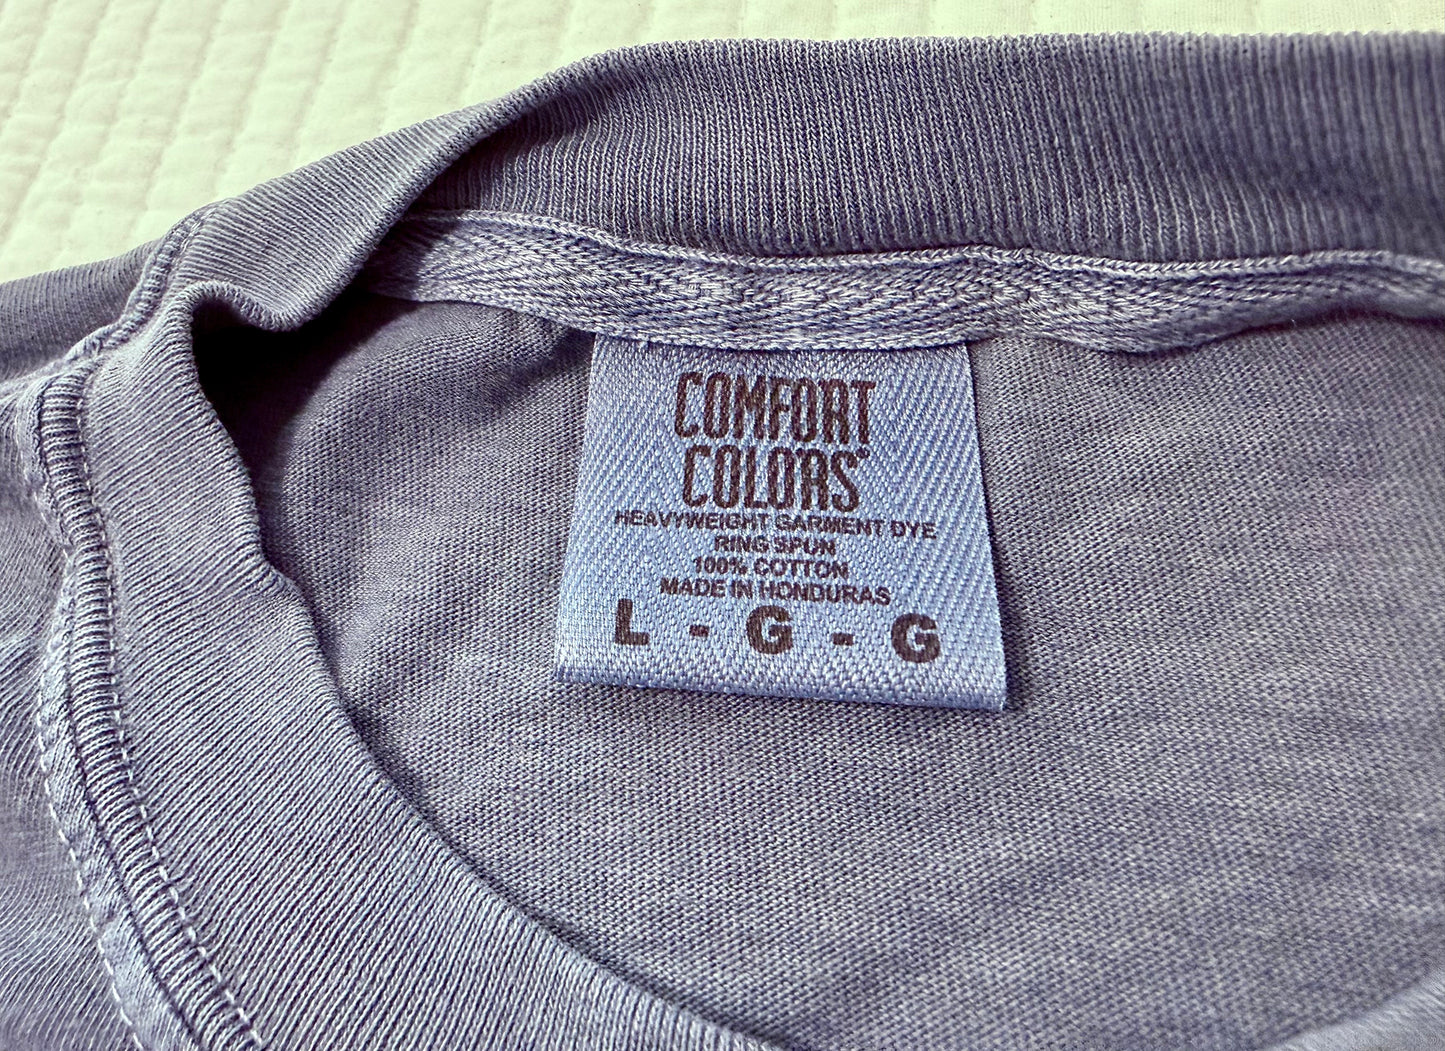 COMFORT
COLORS®
HEAVYWEIGHT GARMENT DYE
RING SPUN
100% COTTON
MADE IN HONDURAS
L - G - G